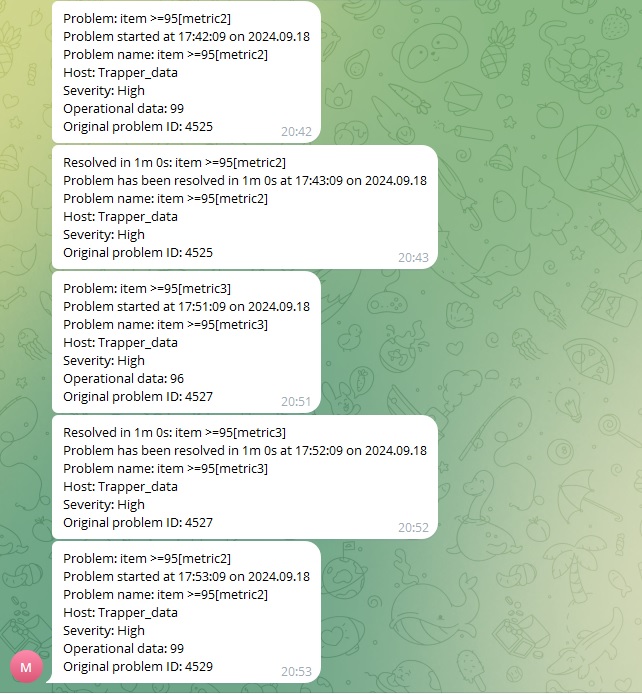 Problem: item >=95[metric2]
Problem started at 17:42:09 on 2024.09.18
Problem name: item >=95[metric2]
Host: Trapper_data
Severity: High
Operational data: 99
Original problem ID: 4525
20:42
Resolved in 1m 0s: item >=95[metric2]
Problem has been resolved in 1m 0s at 17:43:09 on 2024.09.18
Problem name: item >=95[metric2]
Host: Trapper_data
Severity: High
Original problem ID: 4525
20:43
Problem: item >=95[metric3]
Problem started at 17:51:09 on 2024.09.18
Problem name: item >=95[metric3]
Host: Trapper_data
Severity: High
Operational data: 96
Original problem ID: 4527
20:51
Resolved in 1m 0s: item >=95[metric3]
Problem has been resolved in 1m 0s at 17:52:09 on 2024.09.18
Problem name: item >=95[metric3]
Host: Trapper_data
Severity: High
Original problem ID: 4527
20:52
Problem: item >=95[metric2]
Problem started at 17:53:09 on 2024.09.18
Problem name: item >=95[metric2]
Host: Trapper_data
Severity: High
Operational data: 99
Original problem ID: 4529
20:53
M